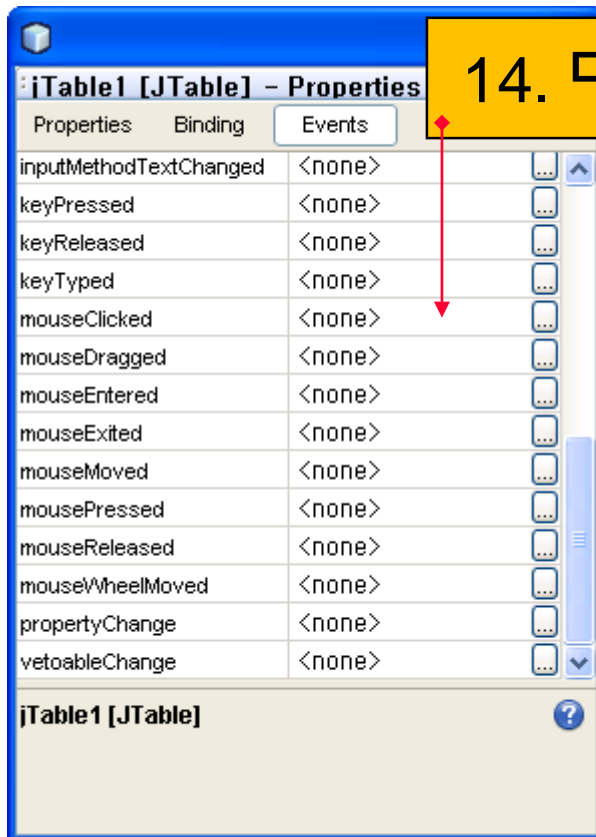 14.
jTable1 [JTable] - Properties
Properties Binding Events
inputMethodTextChanged <none> ...
keyPressed <none> ...
keyReleased <none> ...
keyTyped <none> ...
mouseClicked <none> ...
mouseDragged <none> ...
mouseEntered <none> ...
mouseExited <none> ...
mouseMoved <none> ...
mousePressed <none> ...
mouseReleased <none> ...
mouseWheelMoved <none> ...
propertyChange <none> ...
vetoableChange <none> ...
jTable1 [JTable] ?